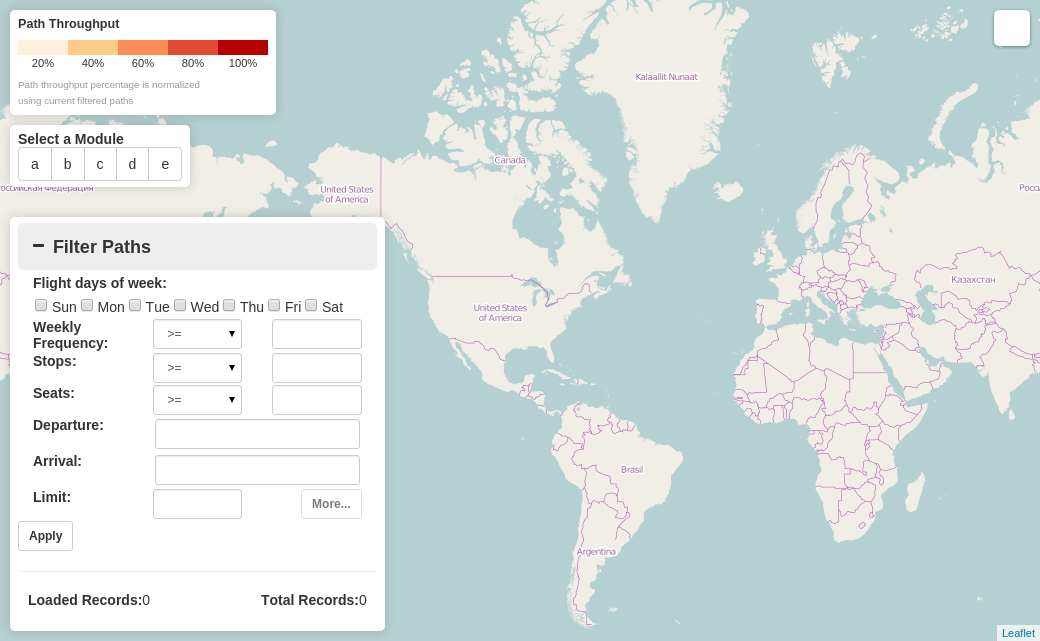 Path Throughput
20% 40% 60% 80% 100%
Path throughput percentage is normalized
using current filtered paths
Select a Module
a b c d e
Filter Paths
Flight days of week:
Sun Mon Tue Wed Thu Fri Sat
Weekly
Frequency:
>=
Stops:
>=
Seats:
>=
Departure:
Arrival:
Limit:
More...
Apply
Loaded Records:0
Total Records:0
Kalaallit Nunaat
Canada
United States
of America
United States
of America
Brasil
Argentina
Казахстан
Leaflet